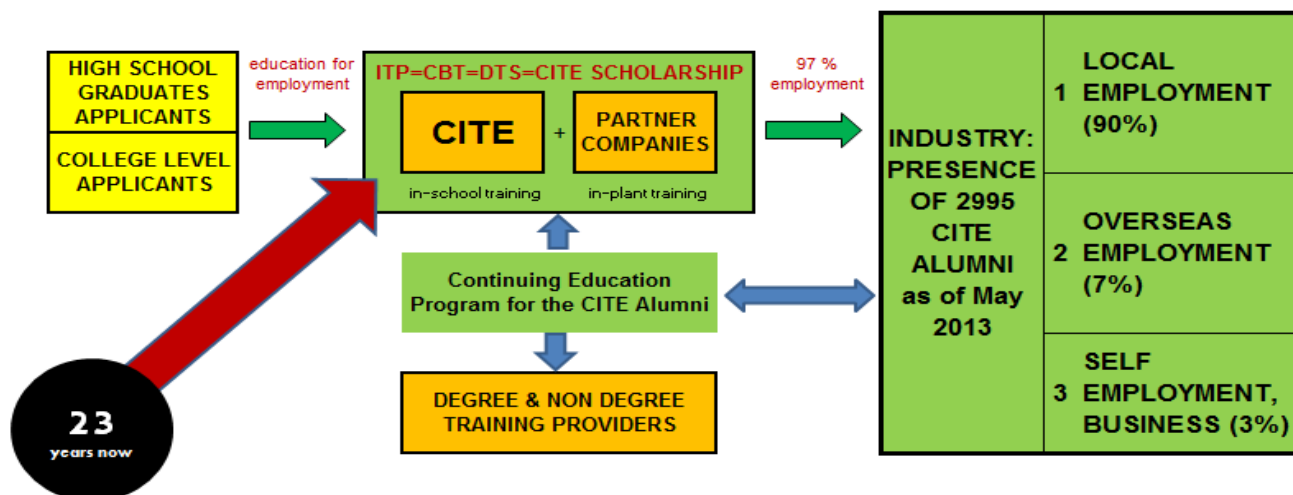 HIGH SCHOOL
GRADUATES
APPLICANTS
COLLEGE LEVEL
APPLICANTS
education for
employment
ITP=CBT=DTS=CITE SCHOLARSHIP
CITE
+
PARTNER
COMPANIES
in-school training
in-plant training
97 %
employment
Continuing Education
Program for the CITE Alumni
DEGREE & NON DEGREE
TRAINING PROVIDERS
23
years now
INDUSTRY:
PRESENCE
OF 2995
CITE
ALUMNI
as of May
2013
1
LOCAL
EMPLOYMENT
(90%)
2
OVERSEAS
EMPLOYMENT
(7%)
3
SELF
EMPLOYMENT,
BUSINESS (3%)